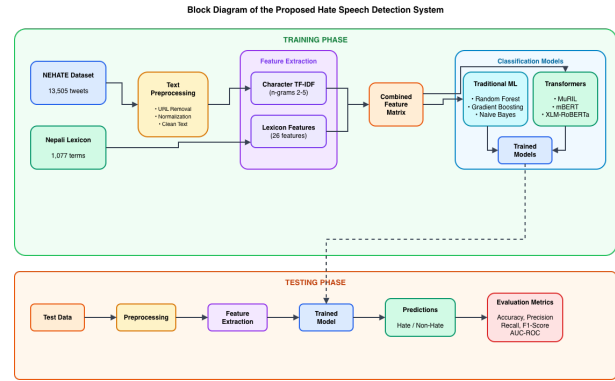 Block Diagram of the Proposed Hate Speech Detection System
TRAINING PHASE
NEHATE Dataset
13,505 tweets
Nepali Lexicon
1,077 terms
Text
Preprocessing
• URL Removal
• Normalization
• Clean Text
Feature Extraction
Character TF-IDF
(n-grams 2-5)
Lexicon Features
(26 features)
Combined
Feature
Matrix
Classification Models
Traditional ML
• Random Forest
• Gradient Boosting
• Naive Bayes
Transformers
• MuRIL
• mBERT
• XLM-RoBERTa
Trained
Models
TESTING PHASE
Test Data
Preprocessing
Feature
Extraction
Trained
Model
Predictions
Hate / Non-Hate
Evaluation Metrics
Accuracy, Precision
Recall, F1-Score
AUC-ROC